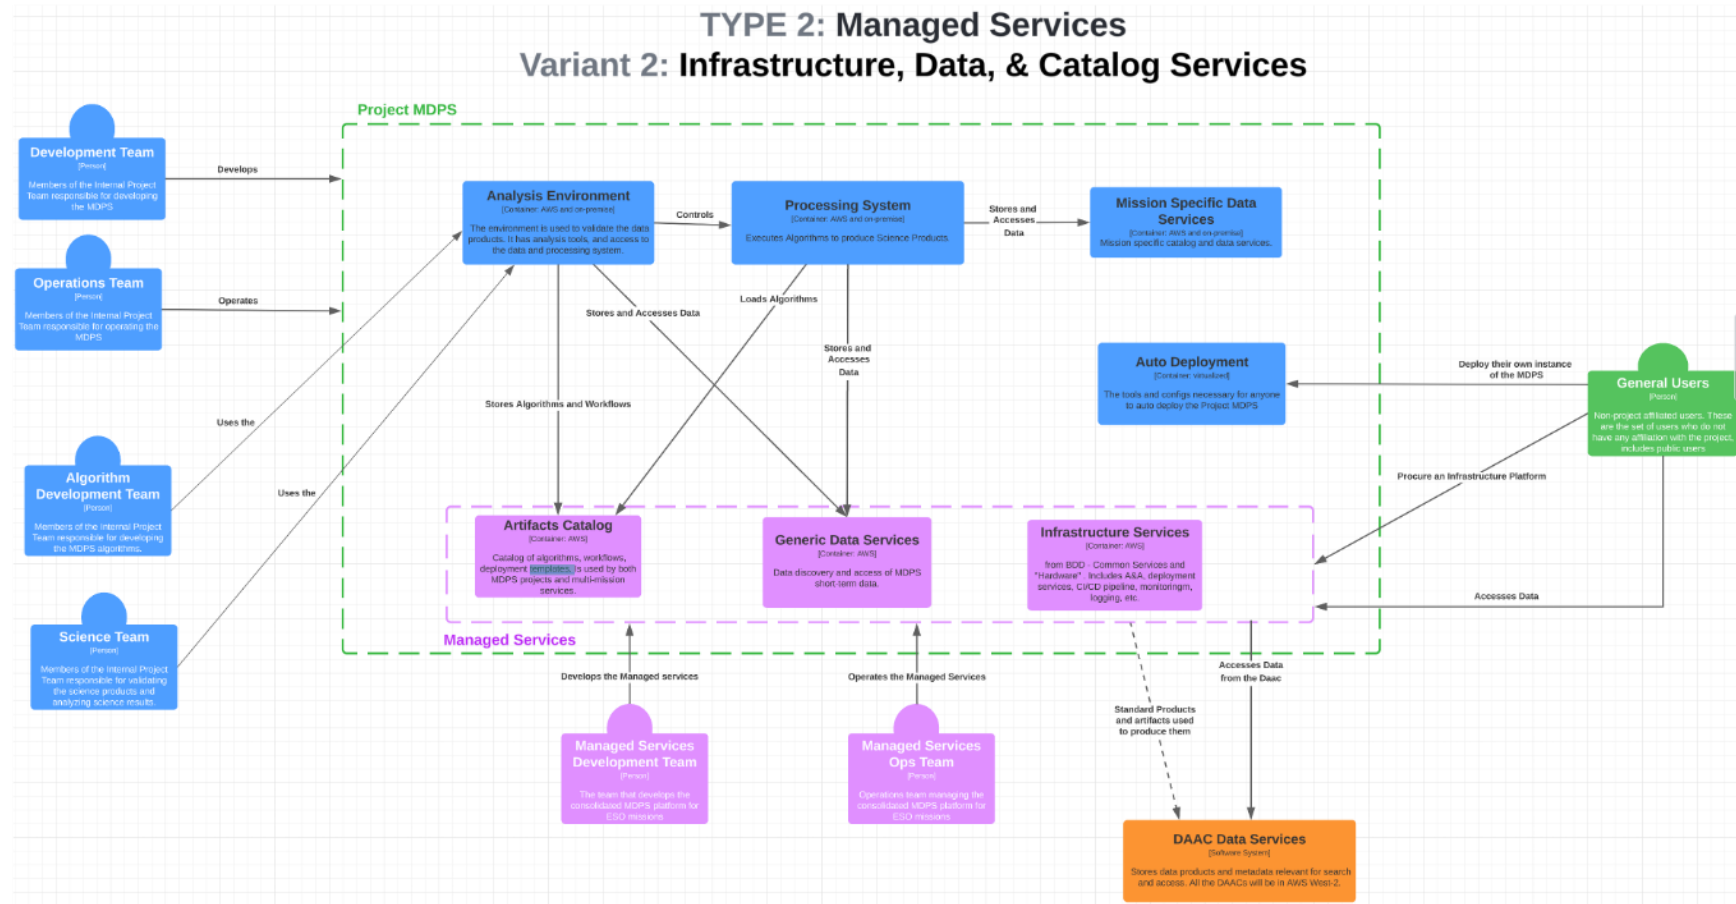 TYPE 2: Managed Services
Variant 2: Infrastructure, Data, & Catalog Services
Project MDPS
Development Team
[Person]
Members of the Internal Project
Team responsible for developing
the MDPS
Develops
Operations Team
[Person]
Members of the Internal Project
Team responsible for operating the
MDPS
Operates
Algorithm
Development Team
[Person]
Members of the Internal Project
Team responsible for developing
the MDPS algorithms.
Uses the
Science Team
[Person]
Members of the Internal Project
Team responsible for validating
the science products and
analyzing science results.
Uses the
Analysis Environment
[Container: AWS and on-premise]
The environment is used to validate the data
products. It has analysis tools, and access to
the data and processing system.
Controls
Processing System
[Container: AWS and on-premise]
Executes Algorithms to produce Science Products.
Stores and
Accesses
Data
Mission Specific Data
Services
[Container: AWS and on-premise]
Mission specific catalog and data services.
Loads Algorithms
Stores and Accesses Data
Stores and
Accesses
Data
Stores Algorithms and Workflows
Auto Deployment
[Container: virtualized]
The tools and configs necessary for anyone
to auto deploy the Project MDPS
Deploy their own instance
of the MDPS
General Users
[Person]
Non-project affiliated users. These
are the set of users who do not
have any affiliation with the project,
includes public users
Procure an Infrastructure Platform
Accesses Data
Artifacts Catalog
[Container: AWS]
Catalog of algorithms, workflows,
deployment templates, is used by both
MDPS projects and multi-mission
services.
Generic Data Services
[Container: AWS]
Data discovery and access of MDPS
short-term data.
Infrastructure Services
[Container: AWS]
from BDD - Common Services and
"Hardware" . Includes A&A, deployment
services, CI/CD pipeline, monitoringm,
logging, etc.
Managed Services
Develops the Managed services
Operates the Managed Services
Accesses Data
from the Daac
Standard Products
and artifacts used
to produce them
Managed Services
Development Team
[Person]
The team that develops the
consolidated MDPS platform for
ESO missions
Managed Services
Ops Team
[Person]
Operations team managing the
consolidated MDPS platform for
ESO missions
DAAC Data Services
[Software System]
Stores data products and metadata relevant for search
and access. All the DAACs will be in AWS West-2.